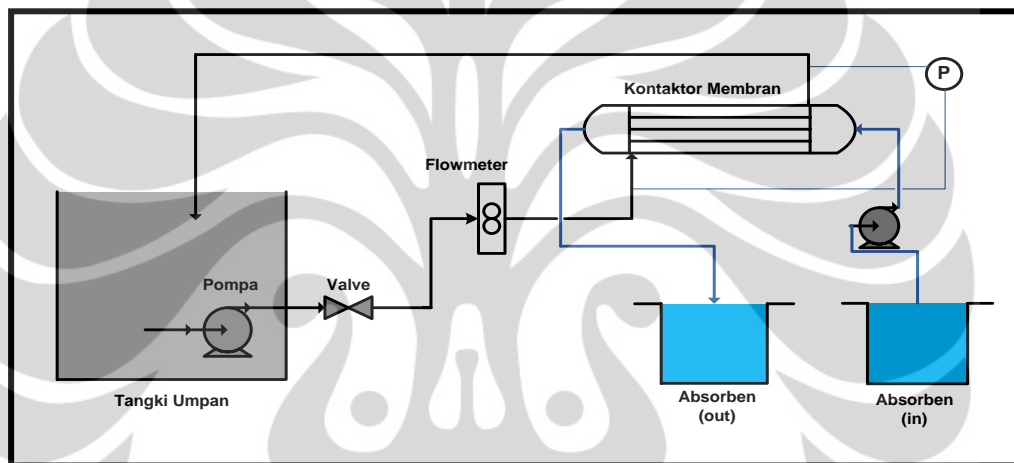 P
Kontaktor Membran
Flowmeter
Pompa
Valve
Tangki Umpan
Absorben
(out)
Absorben
(in)